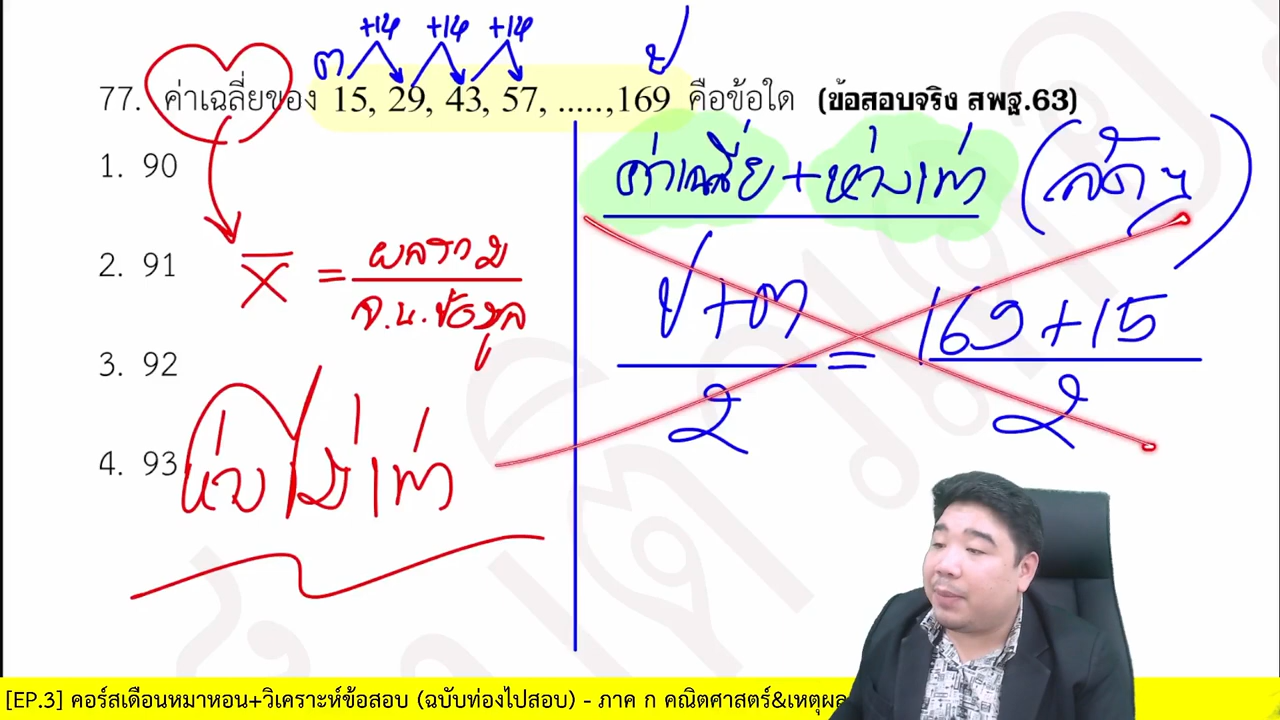 +14 +14 +14
ต ป
77. ค่าเฉลี่ยของ 15, 29, 43, 57, .....,169 คือข้อใด (ข้อสอบจริง สพฐ.63)
1. 90
ค่าเฉลี่ย + ห่างเท่า (ลัด ๆ)
2. 91
x̄ = ผลรวม
จ.น.ข้อมูล
ป + ต = 169 + 15
2 2
3. 92
4. 93
ห่างไม่เท่า
[EP.3] คอร์สเดือนหมาหอน+วิเคราะห์ข้อสอบ (ฉบับท่องไปสอบ) - ภาค ก คณิตศาสตร์&เหตุผล